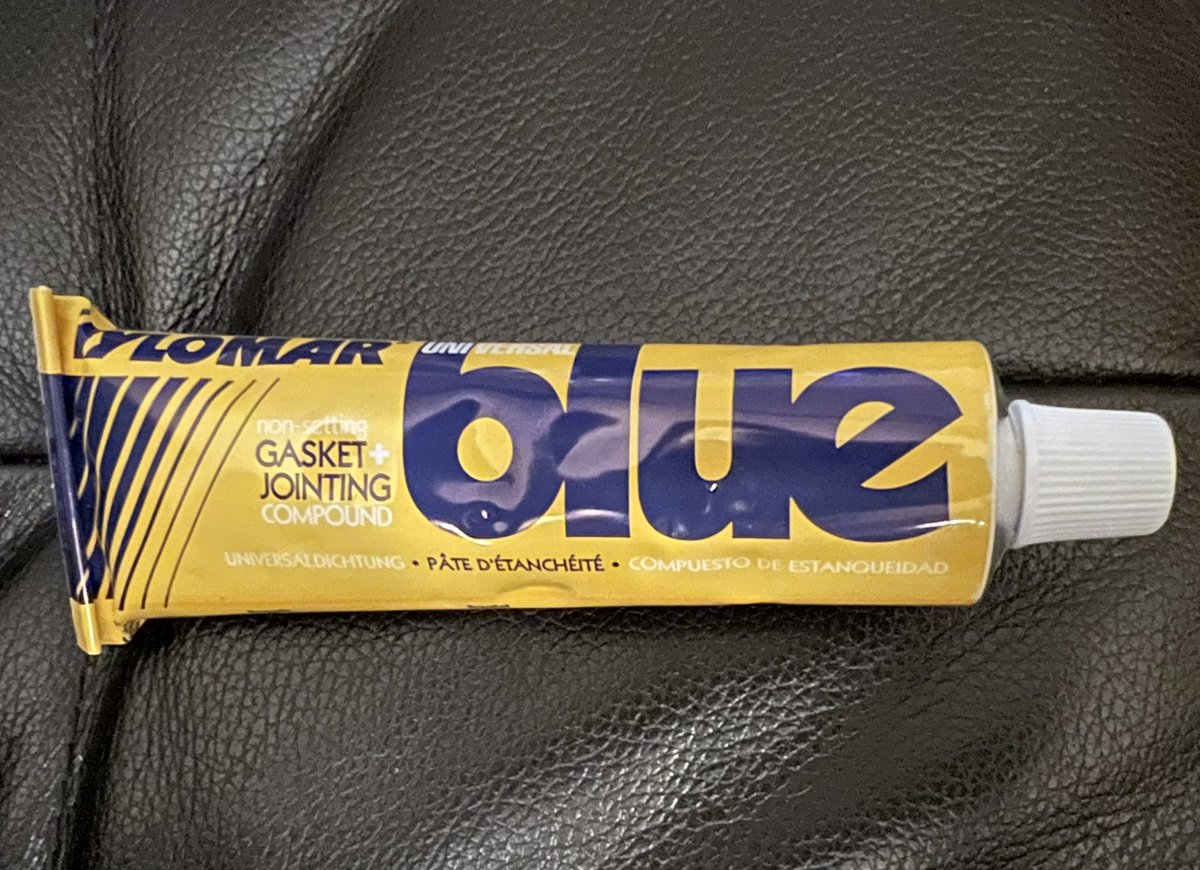 HYLOMAR
UNIVERSAL
blue
non-setting
GASKET +
JOINTING
COMPOUND
UNIVERSALDICHTUNG • PÂTE D'ÉTANCHÉITÉ • COMPUESTO DE ESTANQUEIDAD